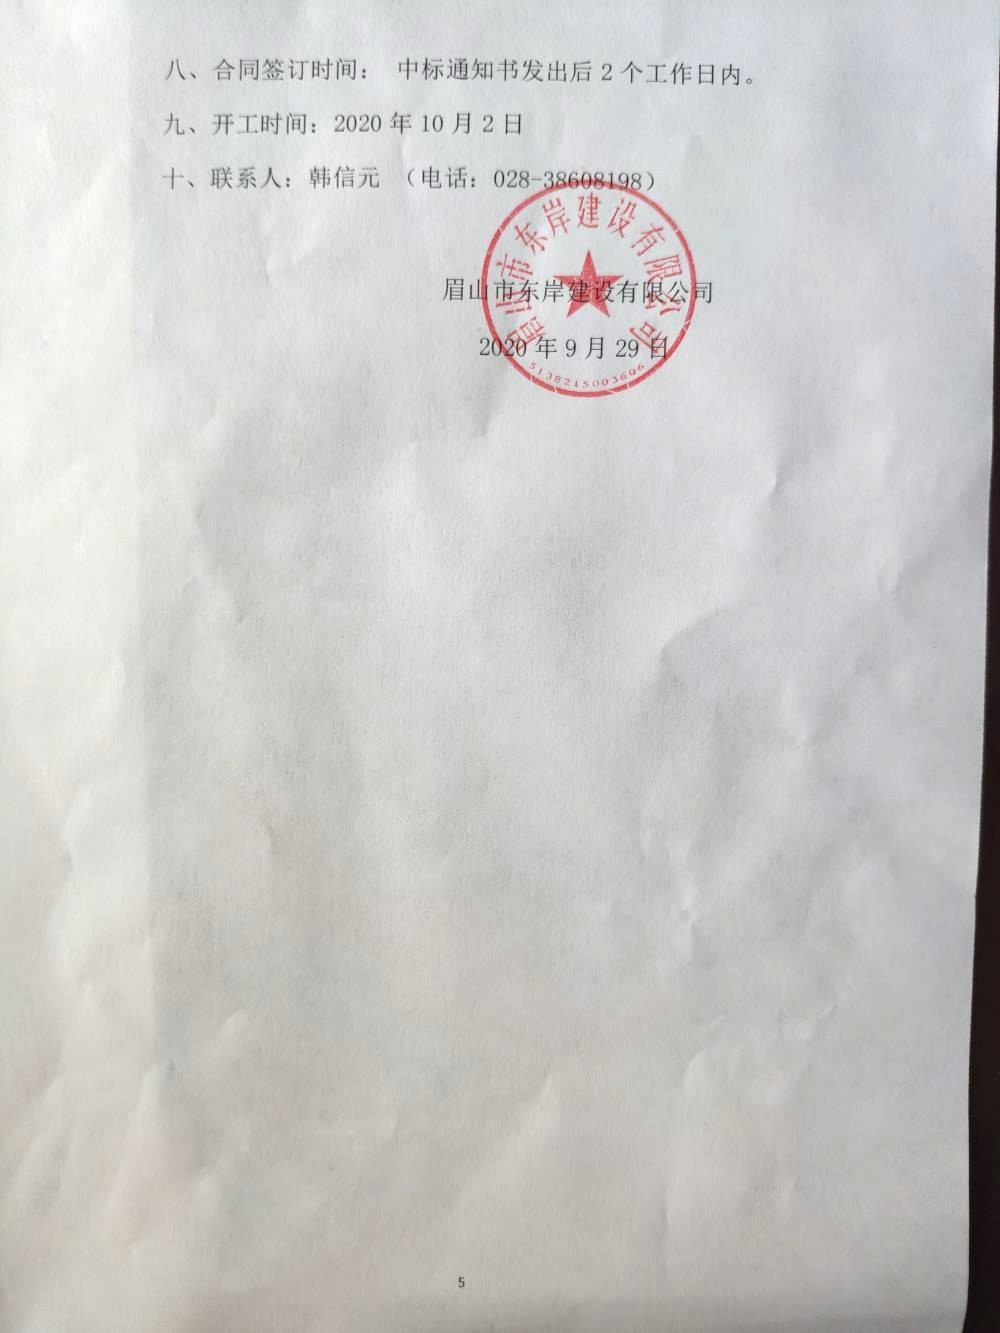 八、合同签订时间： 中标通知书发出后 2 个工作日内。
九、开工时间：2020 年 10 月 2 日
十、联系人：韩信元 （电话：028-38608198）
眉山市东岸建设有限公司
眉山市东岸建设有限公司
2020 年 9 月 29 日
5138215003606
5